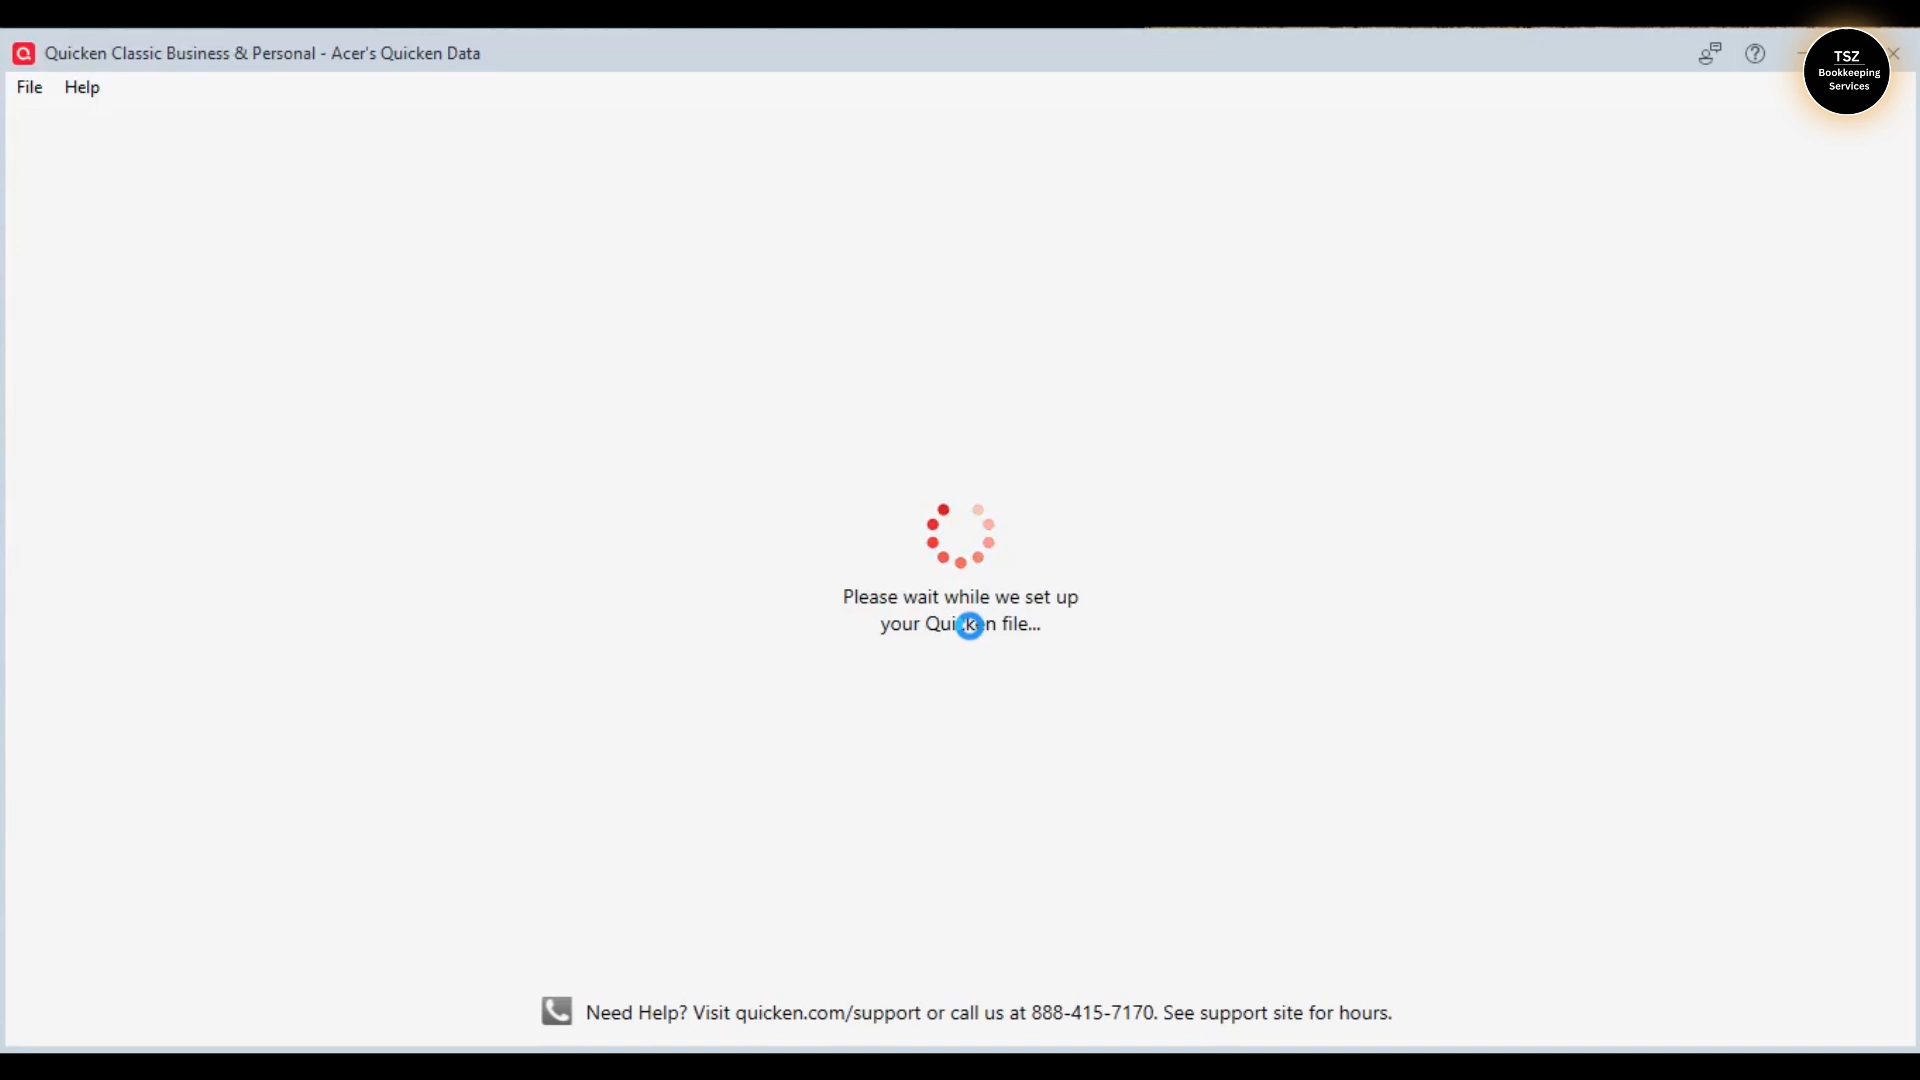 Quicken Classic Business & Personal - Acer's Quicken Data
TSZ
Bookkeeping
Services
File Help
Please wait while we set up
your Quicken file...
Need Help? Visit quicken.com/support or call us at 888-415-7170. See support site for hours.